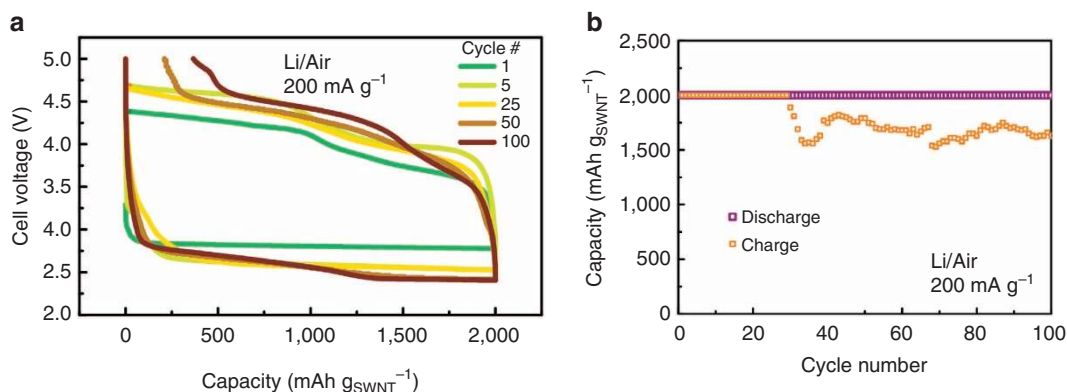 a
Cell voltage (V)
5.0
4.5
4.0
3.5
3.0
2.5
2.0
Li/Air
200 mA g⁻¹
Cycle #
1
5
25
50
100
0 500 1,000 1,500 2,000
Capacity (mAh gSWNT⁻¹)
b
Capacity (mAh gSWNT⁻¹)
2,500
2,000
1,500
1,000
500
0
Discharge
Charge
Li/Air
200 mA g⁻¹
0 20 40 60 80 100
Cycle number